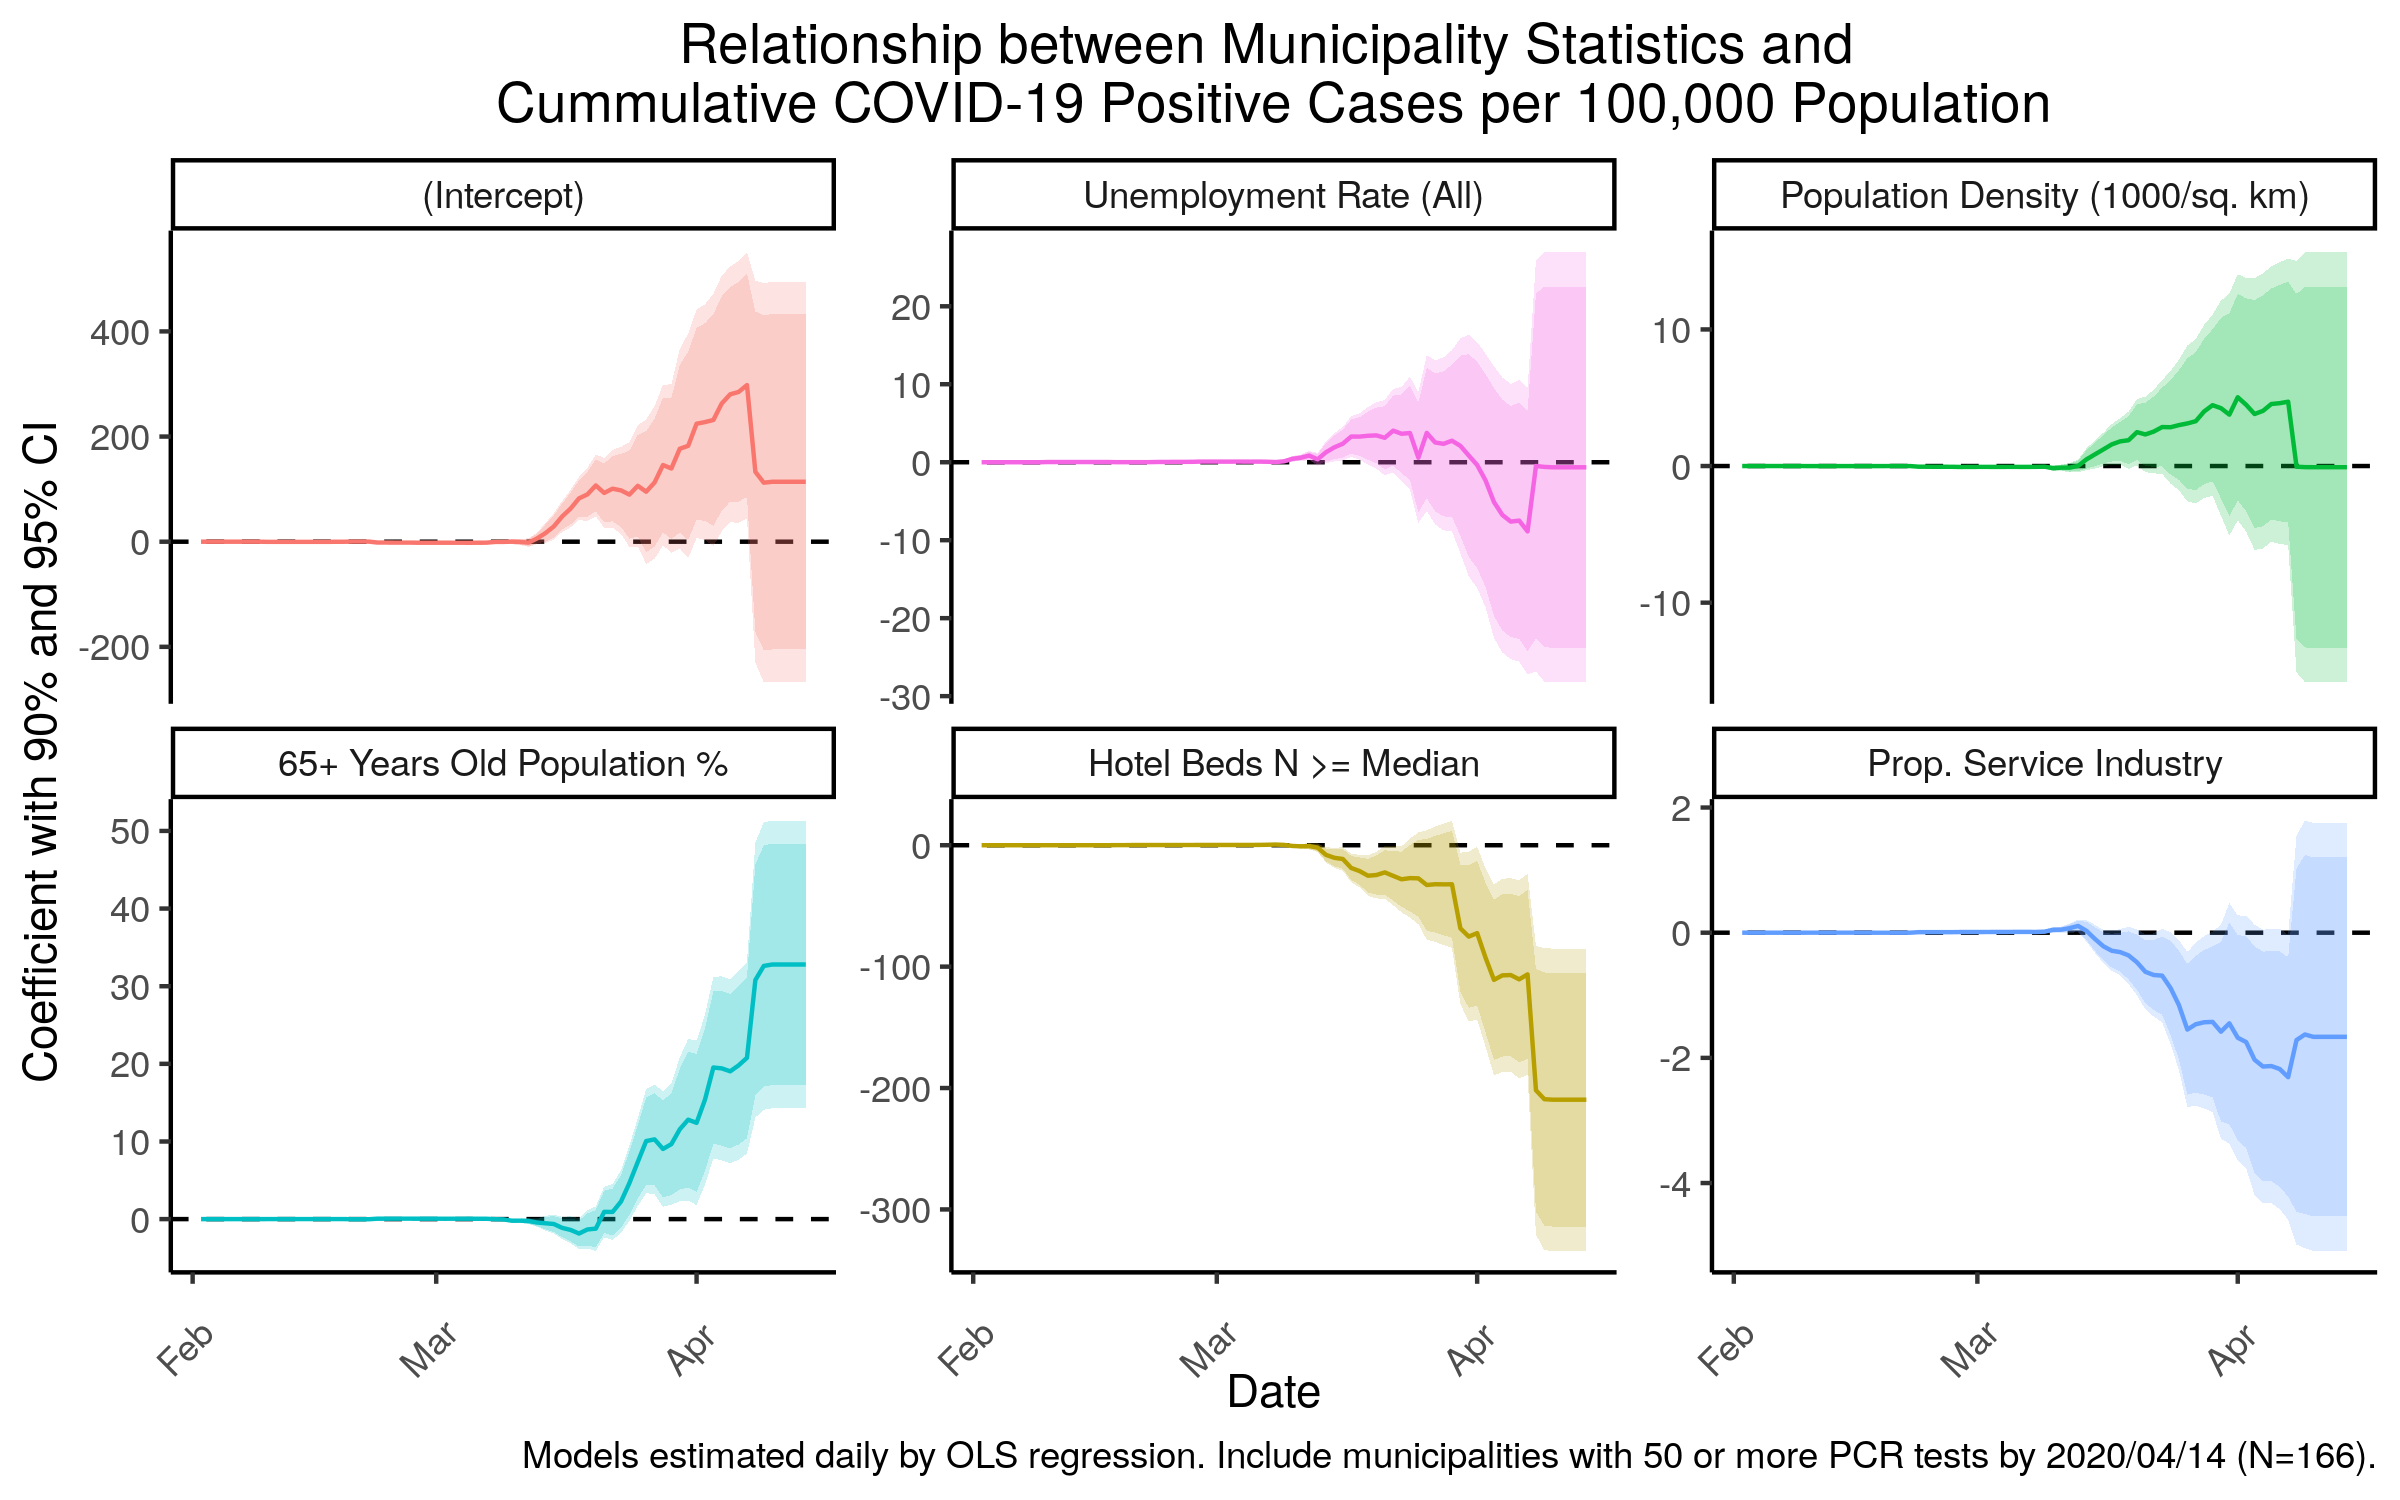 Relationship between Municipality Statistics and
Cummulative COVID-19 Positive Cases per 100,000 Population
Coefficient with 90% and 95% CI
(Intercept)
400
200
0
-200
Unemployment Rate (All)
20
10
0
-10
-20
-30
Population Density (1000/sq. km)
10
0
-10
65+ Years Old Population %
50
40
30
20
10
0
Hotel Beds N >= Median
0
-100
-200
-300
Prop. Service Industry
2
0
-2
-4
Feb Mar Apr
Feb Mar Apr
Feb Mar Apr
Date
Models estimated daily by OLS regression. Include municipalities with 50 or more PCR tests by 2020/04/14 (N=166).